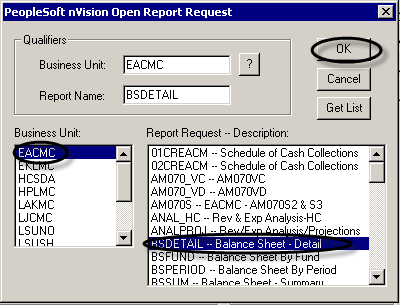 PeopleSoft nVision Open Report Request
Qualifiers
Business Unit: EACMC ?
Report Name: BSDETAIL
OK
Cancel
Get List
Business Unit:
EACMC
EKLMC
HCSDA
HPLMC
LAKMC
LJCMC
LSUNO
LSUSH
Report Request -- Description:
01CREACM -- Schedule of Cash Collections
02CREACM -- Schedule of Cash Collections
AM070_VC -- AM070VC
AM070_VD -- AM070VD
AM070S -- EACMC - AM070S2 & S3
ANAL_HC -- Rev & Exp Analysis-HC
ANALPROJ -- Rev & Exp/Analysis/Projections
BSDETAIL -- Balance Sheet - Detail
BSFUND -- Balance Sheet By Fund
BSPERIOD -- Balance Sheet By Period
BSSUM -- Balance Sheet - Summary